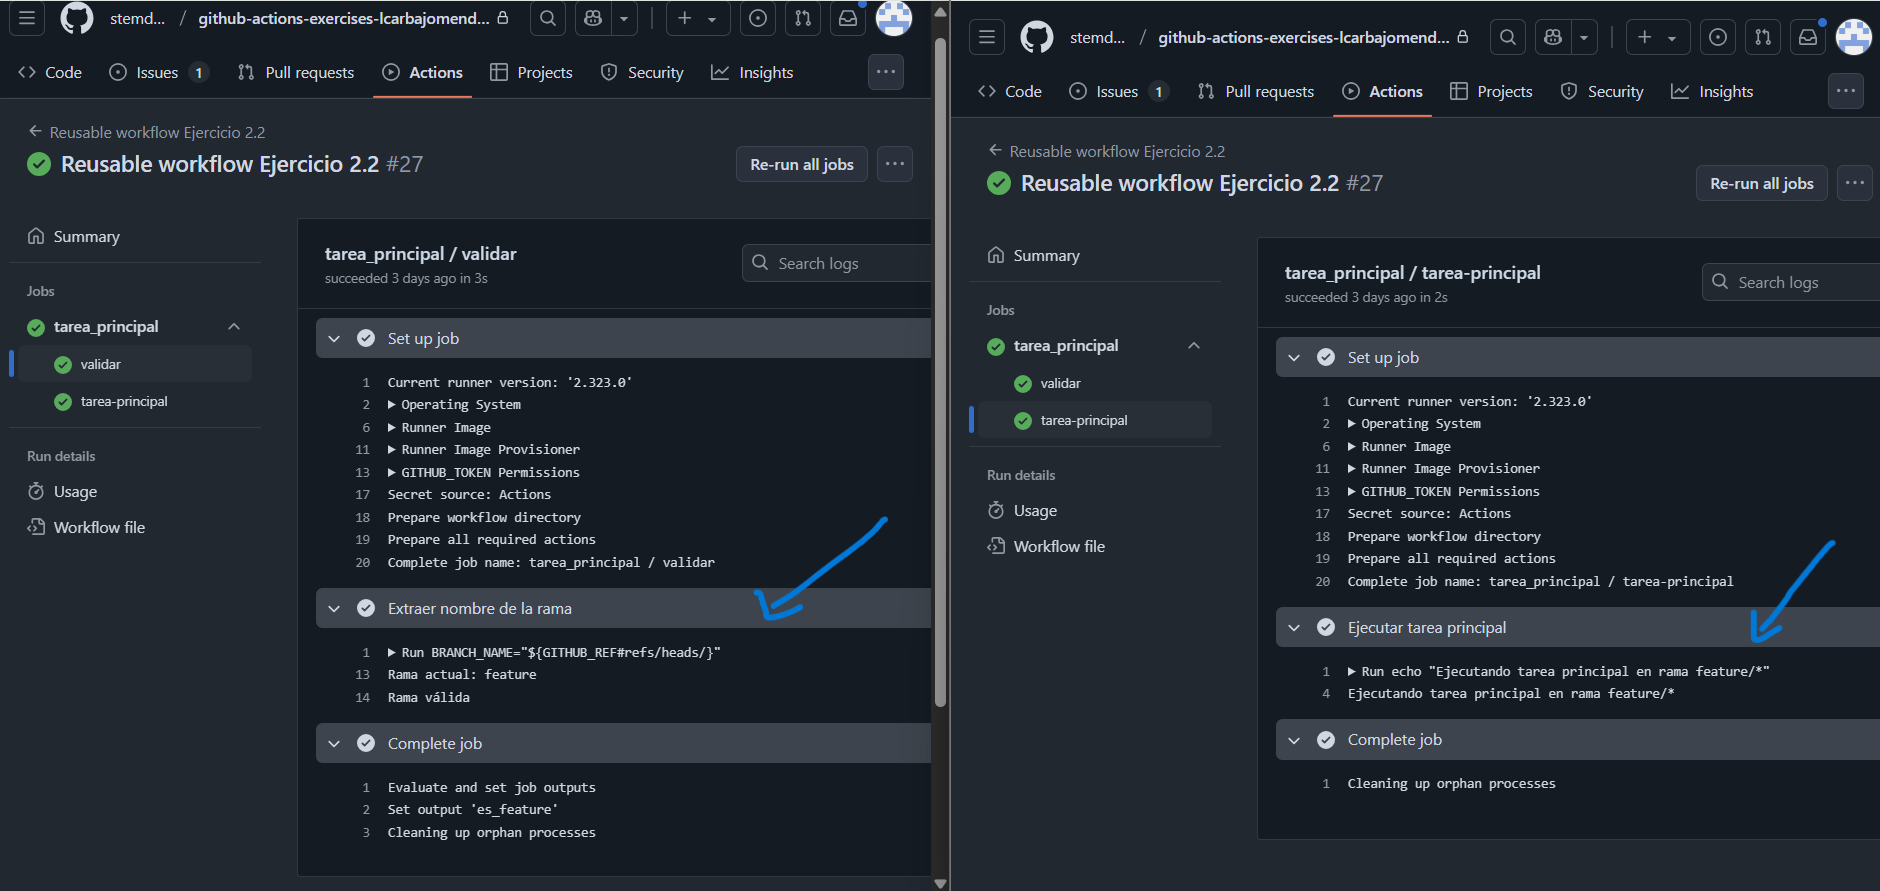 stemd... / github-actions-exercises-lcarbajomend...
Code Issues 1 Pull requests Actions Projects Security Insights ...
Reusable workflow Ejercicio 2.2
Reusable workflow Ejercicio 2.2 #27
Re-run all jobs ...
Summary
Jobs
tarea_principal
validar
tarea-principal
Run details
Usage
Workflow file
tarea_principal / validar
succeeded 3 days ago in 3s
Search logs
Set up job
1 Current runner version: '2.323.0'
2 Operating System
6 Runner Image
11 Runner Image Provisioner
13 GITHUB_TOKEN Permissions
17 Secret source: Actions
18 Prepare workflow directory
19 Prepare all required actions
20 Complete job name: tarea_principal / validar
Extraer nombre de la rama
1 Run BRANCH_NAME="${GITHUB_REF#refs/heads/}"
13 Rama actual: feature
14 Rama válida
Complete job
1 Evaluate and set job outputs
2 Set output 'es_feature'
3 Cleaning up orphan processes
stemd... / github-actions-exercises-lcarbajomend...
Code Issues 1 Pull requests Actions Projects Security Insights ...
Reusable workflow Ejercicio 2.2
Reusable workflow Ejercicio 2.2 #27
Re-run all jobs ...
Summary
Jobs
tarea_principal
validar
tarea-principal
Run details
Usage
Workflow file
tarea_principal / tarea-principal
succeeded 3 days ago in 2s
Search logs
Set up job
1 Current runner version: '2.323.0'
2 Operating System
6 Runner Image
11 Runner Image Provisioner
13 GITHUB_TOKEN Permissions
17 Secret source: Actions
18 Prepare workflow directory
19 Prepare all required actions
20 Complete job name: tarea_principal / tarea-principal
Ejecutar tarea principal
1 Run echo "Ejecutando tarea principal en rama feature/*"
4 Ejecutando tarea principal en rama feature/*
Complete job
1 Cleaning up orphan processes